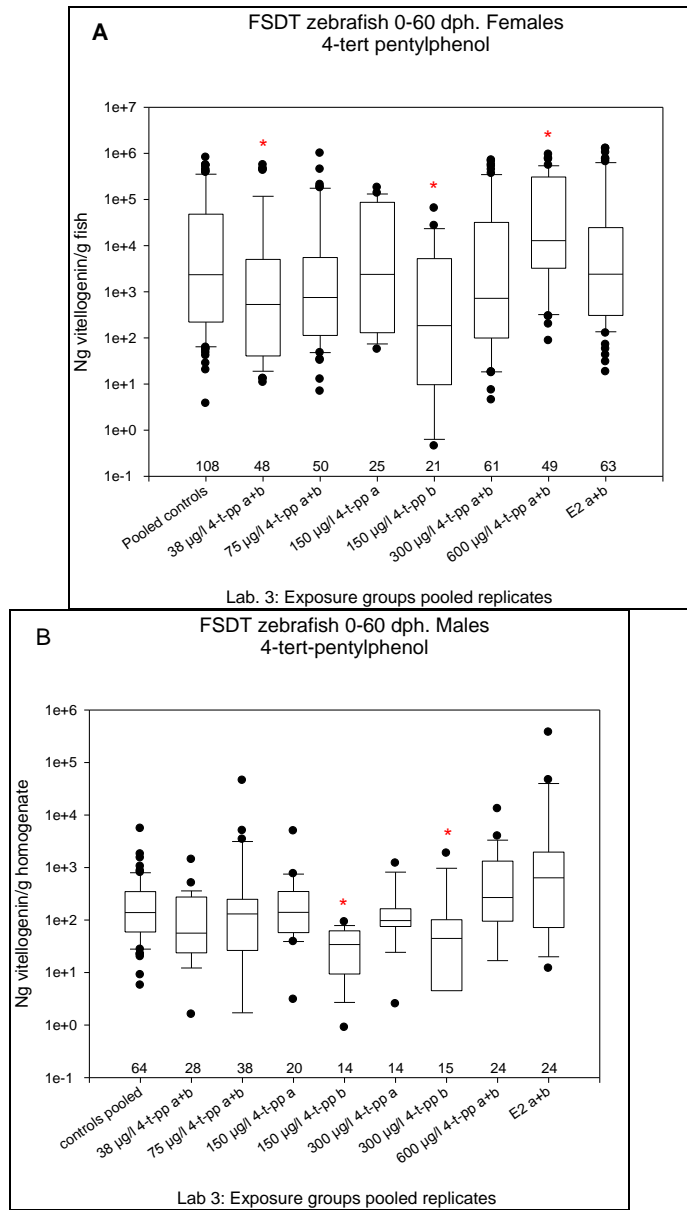 A
FSDT zebrafish 0-60 dph. Females
4-tert pentylphenol
Ng vitellogenin/g fish
1e+7
1e+6
1e+5
1e+4
1e+3
1e+2
1e+1
1e+0
1e-1
* * *
108 48 50 25 21 61 49 63
Pooled controls
38 µg/l 4-t-pp a+b
75 µg/l 4-t-pp a+b
150 µg/l 4-t-pp a
150 µg/l 4-t-pp b
300 µg/l 4-t-pp a+b
600 µg/l 4-t-pp a+b
E2 a+b
Lab. 3: Exposure groups pooled replicates
B
FSDT zebrafish 0-60 dph. Males
4-tert-pentylphenol
Ng vitellogenin/g homogenate
1e+6
1e+5
1e+4
1e+3
1e+2
1e+1
1e+0
1e-1
* *
64 28 38 20 14 14 15 24 24
controls pooled
38 µg/l 4-t-pp a+b
75 µg/l 4-t-pp a+b
150 µg/l 4-t-pp a
150 µg/l 4-t-pp b
300 µg/l 4-t-pp a
300 µg/l 4-t-pp b
600 µg/l 4-t-pp a+b
E2 a+b
Lab 3: Exposure groups pooled replicates